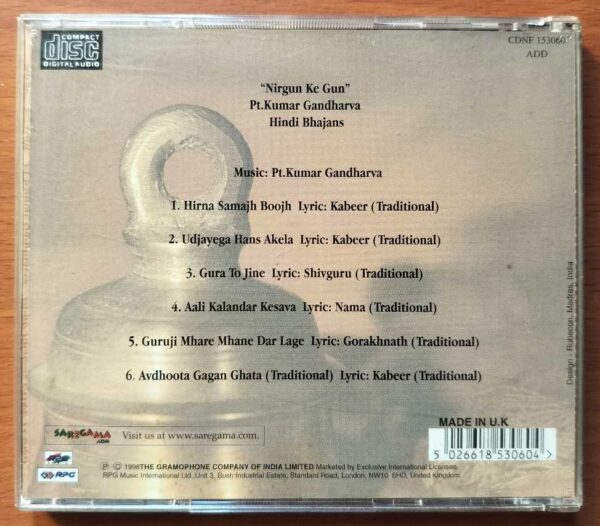 COMPACT
disc
DIGITAL AUDIO
CDNF 153060
ADD
"Nirgun Ke Gun"
Pt.Kumar Gandharva
Hindi Bhajans
Music: Pt.Kumar Gandharva
1. Hirna Samajh Boojh Lyric: Kabeer (Traditional)
2. Udjayega Hans Akela Lyric: Kabeer (Traditional)
3. Gura To Jine Lyric: Shivguru (Traditional)
4. Aali Kalandar Kesava Lyric: Nama (Traditional)
5. Guruji Mhare Mhane Dar Lage Lyric: Gorakhnath (Traditional)
6. Avdhoota Gagan Ghata (Traditional) Lyric: Kabeer (Traditional)
Design - Rubecon, Madras, India
MADE IN U.K
SAREGAMA.COM Visit us at www.saregama.com.
5 026618 530604 >
RPG
℗ © 1996 THE GRAMOPHONE COMPANY OF INDIA LIMITED Marketed by Exclusive International Licensee.
RPG Music International Ltd.,Unit 3, Bush Industrial Estate, Standard Road, London, NW10 6HD, United Kingdom